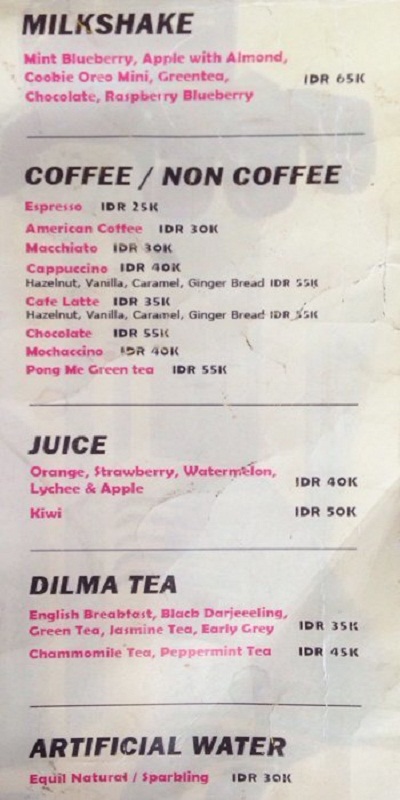 MILKSHAKE
Mint Blueberry, Apple with Almond,
Cookie Oreo Mini, Greentea, IDR 65K
Chocolate, Raspberry Blueberry
COFFEE / NON COFFEE
Espresso IDR 25K
American Coffee IDR 30K
Macchiato IDR 30K
Cappuccino IDR 40K
Hazelnut, Vanilla, Caramel, Ginger Bread IDR 55K
Cafe Latte IDR 35K
Hazelnut, Vanilla, Caramel, Ginger Bread IDR 55K
Chocolate IDR 55K
Mochaccino IDR 40K
Pong Me Green tea IDR 55K
JUICE
Orange, Strawberry, Watermelon,
Lychee & Apple IDR 40K
Kiwi IDR 50K
DILMA TEA
English Breakfast, Black Darjeeeling,
Green Tea, Jasmine Tea, Early Grey IDR 35K
Chammomile Tea, Peppermint Tea IDR 45K
ARTIFICIAL WATER
Equil Natural / Sparkling IDR 30K